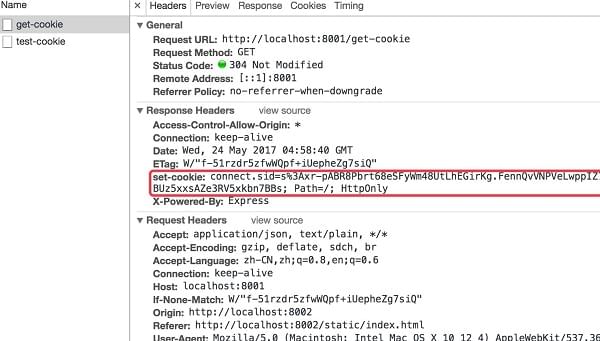 Name
get-cookie
test-cookie
× Headers Preview Response Cookies Timing
▼ General
Request URL: http://localhost:8001/get-cookie
Request Method: GET
Status Code: 304 Not Modified
Remote Address: [::1]:8001
Referrer Policy: no-referrer-when-downgrade
▼ Response Headers view source
Access-Control-Allow-Origin: *
Connection: keep-alive
Date: Wed, 24 May 2017 04:58:40 GMT
ETag: W/"f-51rzdr5zfwWQpf+iUepheZg7siQ"
set-cookie: connect.sid=s%3Axr-pABR8Pbrt68eSFyWm48UtLhEGirKg.FennQvVNPVeLwppIZ
BUz5xxsAZe3RV5xkbn7BBs; Path=/; HttpOnly
X-Powered-By: Express
▼ Request Headers view source
Accept: application/json, text/plain, */*
Accept-Encoding: gzip, deflate, sdch, br
Accept-Language: zh-CN,zh;q=0.8,en;q=0.6
Connection: keep-alive
Host: localhost:8001
If-None-Match: W/"f-51rzdr5zfwWQpf+iUepheZg7siQ"
Origin: http://localhost:8002
Referer: http://localhost:8002/static/index.html
User-Agent: Mozilla/5.0 (Macintosh; Intel Mac OS X 10_12_4) AppleWebKit/537.36